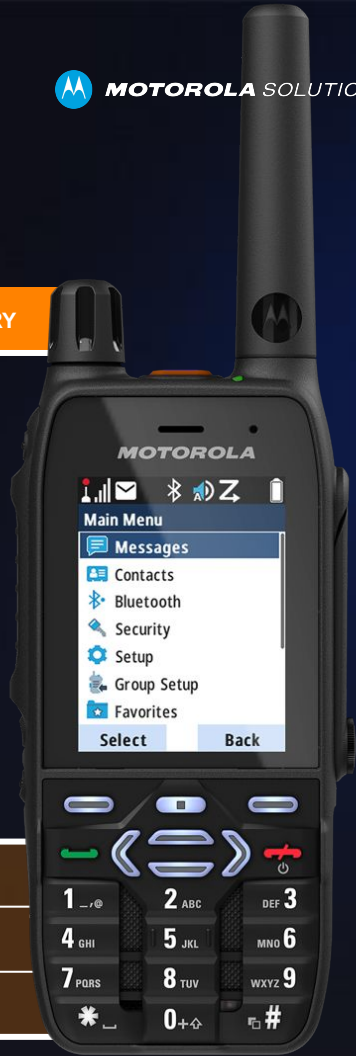 MOTOROLA SOLUTIO
RY
MOTOROLA
Main Menu
Messages
Contacts
Bluetooth
Security
Setup
Group Setup
Favorites
Select Back
1 _,@ 2 ABC DEF 3
4 GHI 5 JKL MNO 6
7 PQRS 8 TUV WXYZ 9
* 0+ #